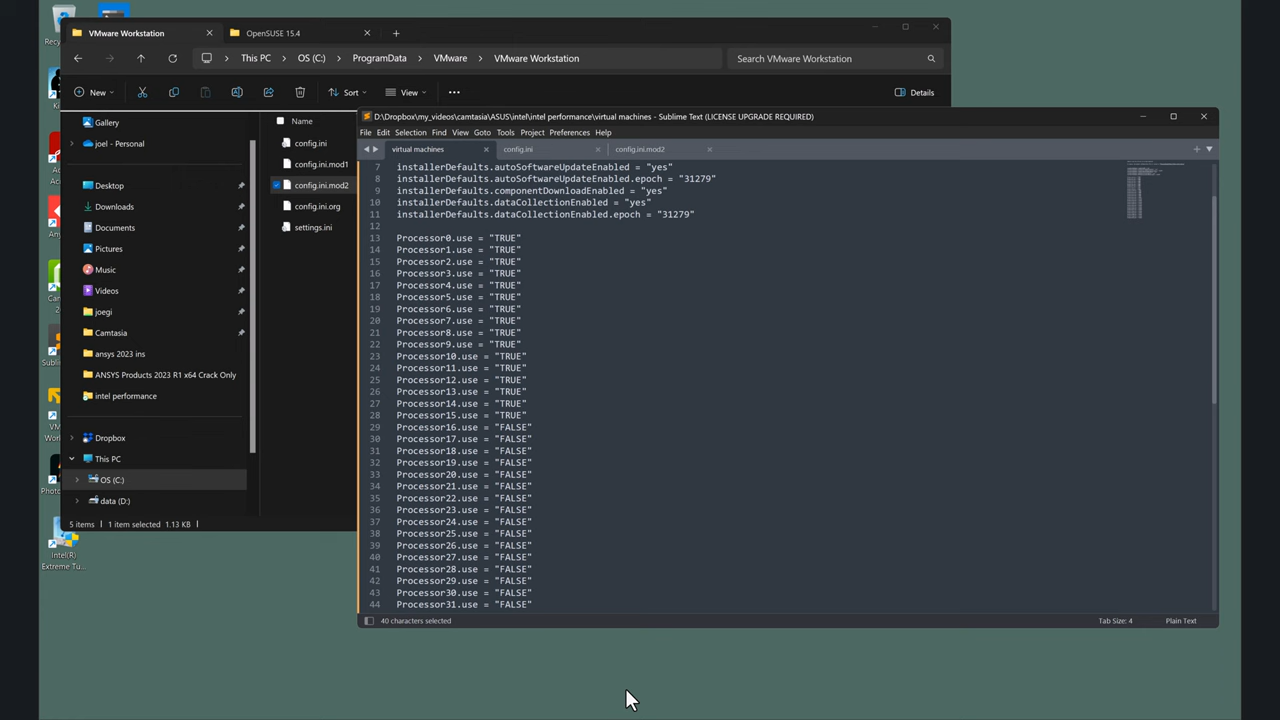 Recy
VMware Workstation
OpenSUSE 15.4
This PC
OS (C:)
ProgramData
VMware
VMware Workstation
Search VMware Workstation
New
Sort
View
Details
Gallery
joel - Personal
Desktop
Downloads
Documents
Pictures
Music
Videos
joegi
Camtasia
ansys 2023 ins
ANSYS Products 2023 R1 x64 Crack Only
intel performance
Dropbox
This PC
OS (C:)
data (D:)
5 items
1 item selected 1.13 KB
Name
config.ini
config.ini.mod1
config.ini.mod2
config.ini.org
settings.ini
D:\Dropbox\my_videos\camtasia\ASUS\intel\intel performance\virtual machines - Sublime Text (LICENSE UPGRADE REQUIRED)
File Edit Selection Find View Goto Tools Project Preferences Help
virtual machines
config.ini
config.ini.mod2
7 installerDefaults.autoSoftwareUpdateEnabled = "yes"
8 installerDefaults.autoSoftwareUpdateEnabled.epoch = "31279"
9 installerDefaults.componentDownloadEnabled = "yes"
10 installerDefaults.dataCollectionEnabled = "yes"
11 installerDefaults.dataCollectionEnabled.epoch = "31279"
12
13 Processor0.use = "TRUE"
14 Processor1.use = "TRUE"
15 Processor2.use = "TRUE"
16 Processor3.use = "TRUE"
17 Processor4.use = "TRUE"
18 Processor5.use = "TRUE"
19 Processor6.use = "TRUE"
20 Processor7.use = "TRUE"
21 Processor8.use = "TRUE"
22 Processor9.use = "TRUE"
23 Processor10.use = "TRUE"
24 Processor11.use = "TRUE"
25 Processor12.use = "TRUE"
26 Processor13.use = "TRUE"
27 Processor14.use = "TRUE"
28 Processor15.use = "TRUE"
29 Processor16.use = "FALSE"
30 Processor17.use = "FALSE"
31 Processor18.use = "FALSE"
32 Processor19.use = "FALSE"
33 Processor20.use = "FALSE"
34 Processor21.use = "FALSE"
35 Processor22.use = "FALSE"
36 Processor23.use = "FALSE"
37 Processor24.use = "FALSE"
38 Processor25.use = "FALSE"
39 Processor26.use = "FALSE"
40 Processor27.use = "FALSE"
41 Processor28.use = "FALSE"
42 Processor29.use = "FALSE"
43 Processor30.use = "FALSE"
44 Processor31.use = "FALSE"
40 characters selected
Tab Size: 4
Plain Text
Intel(R)
Extreme Tu...